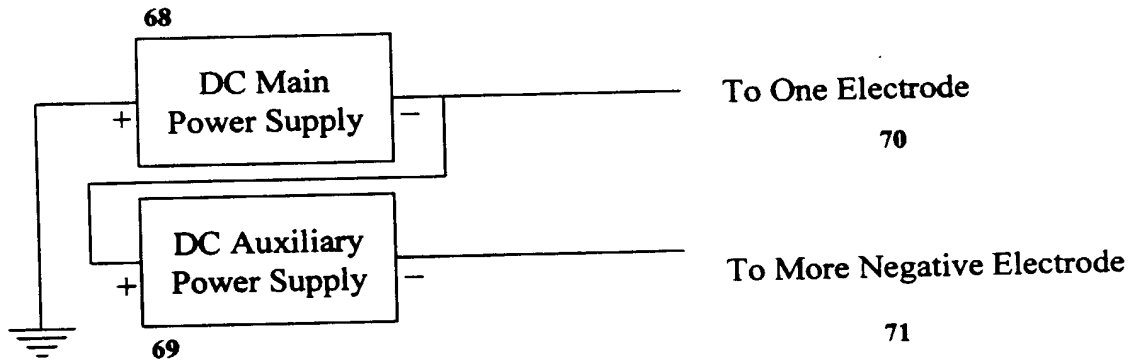 68
DC Main
Power Supply
+
−
To One Electrode
70
DC Auxiliary
Power Supply
+
−
To More Negative Electrode
69
71